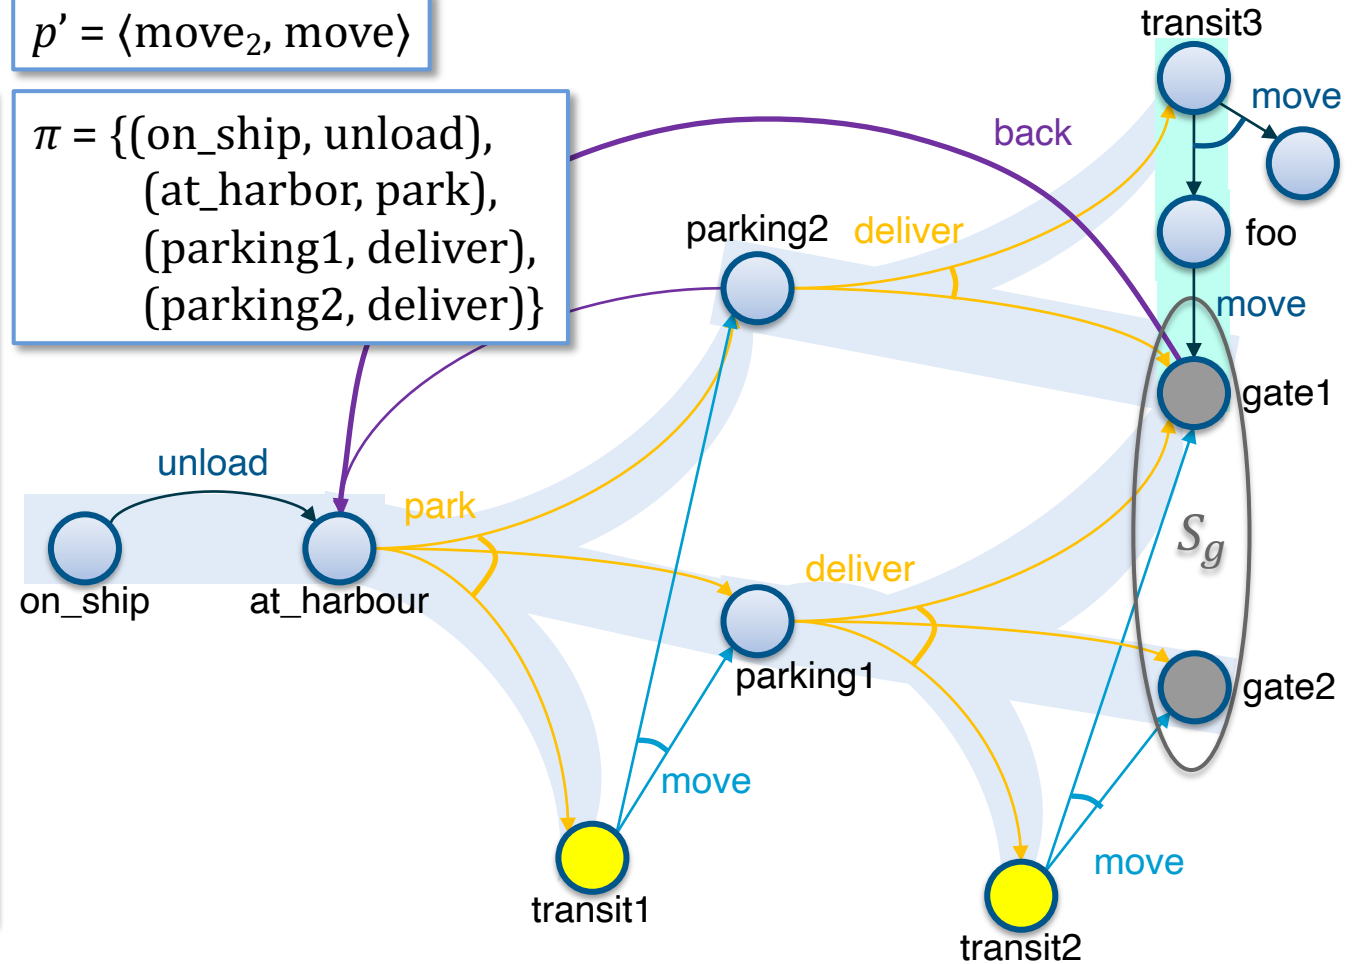 p’ = ⟨move₂, move⟩
transit3
move
π = {(on_ship, unload),
(at_harbor, park),
(parking1, deliver),
(parking2, deliver)}
back
parking2
deliver
foo
move
gate1
unload
park
S_g
deliver
on_ship
at_harbour
parking1
gate2
move
move
transit1
transit2